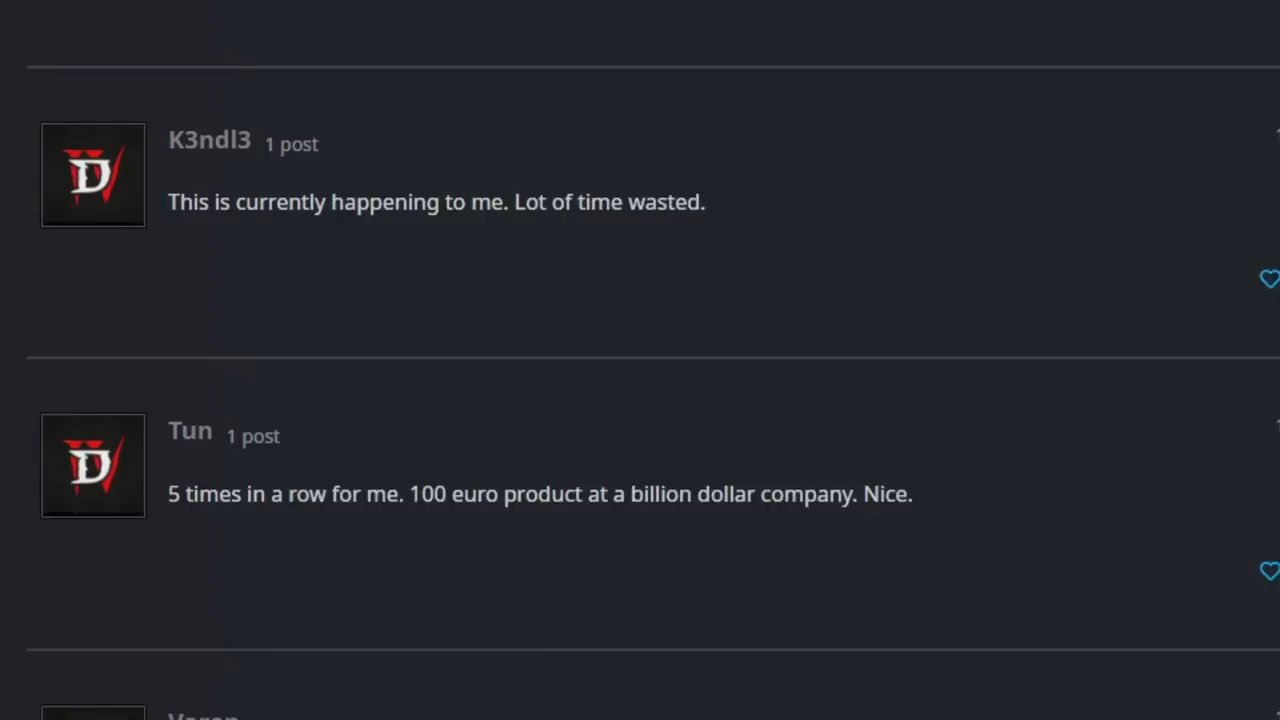 K3ndl3 1 post
This is currently happening to me. Lot of time wasted.
Tun 1 post
5 times in a row for me. 100 euro product at a billion dollar company. Nice.